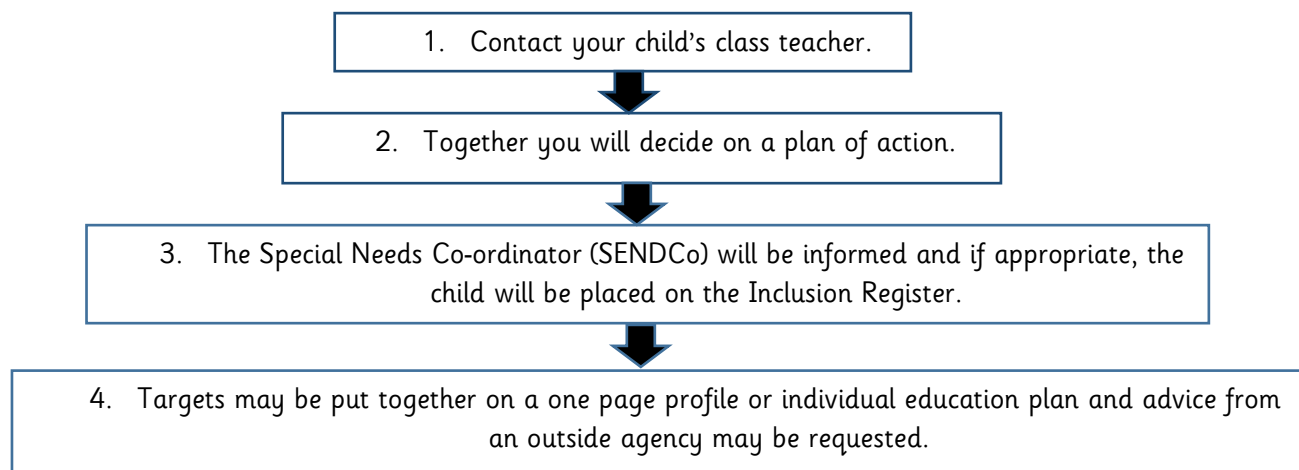 1. Contact your child's class teacher.
2. Together you will decide on a plan of action.
3. The Special Needs Co-ordinator (SENDCo) will be informed and if appropriate, the
child will be placed on the Inclusion Register.
4. Targets may be put together on a one page profile or individual education plan and advice from
an outside agency may be requested.